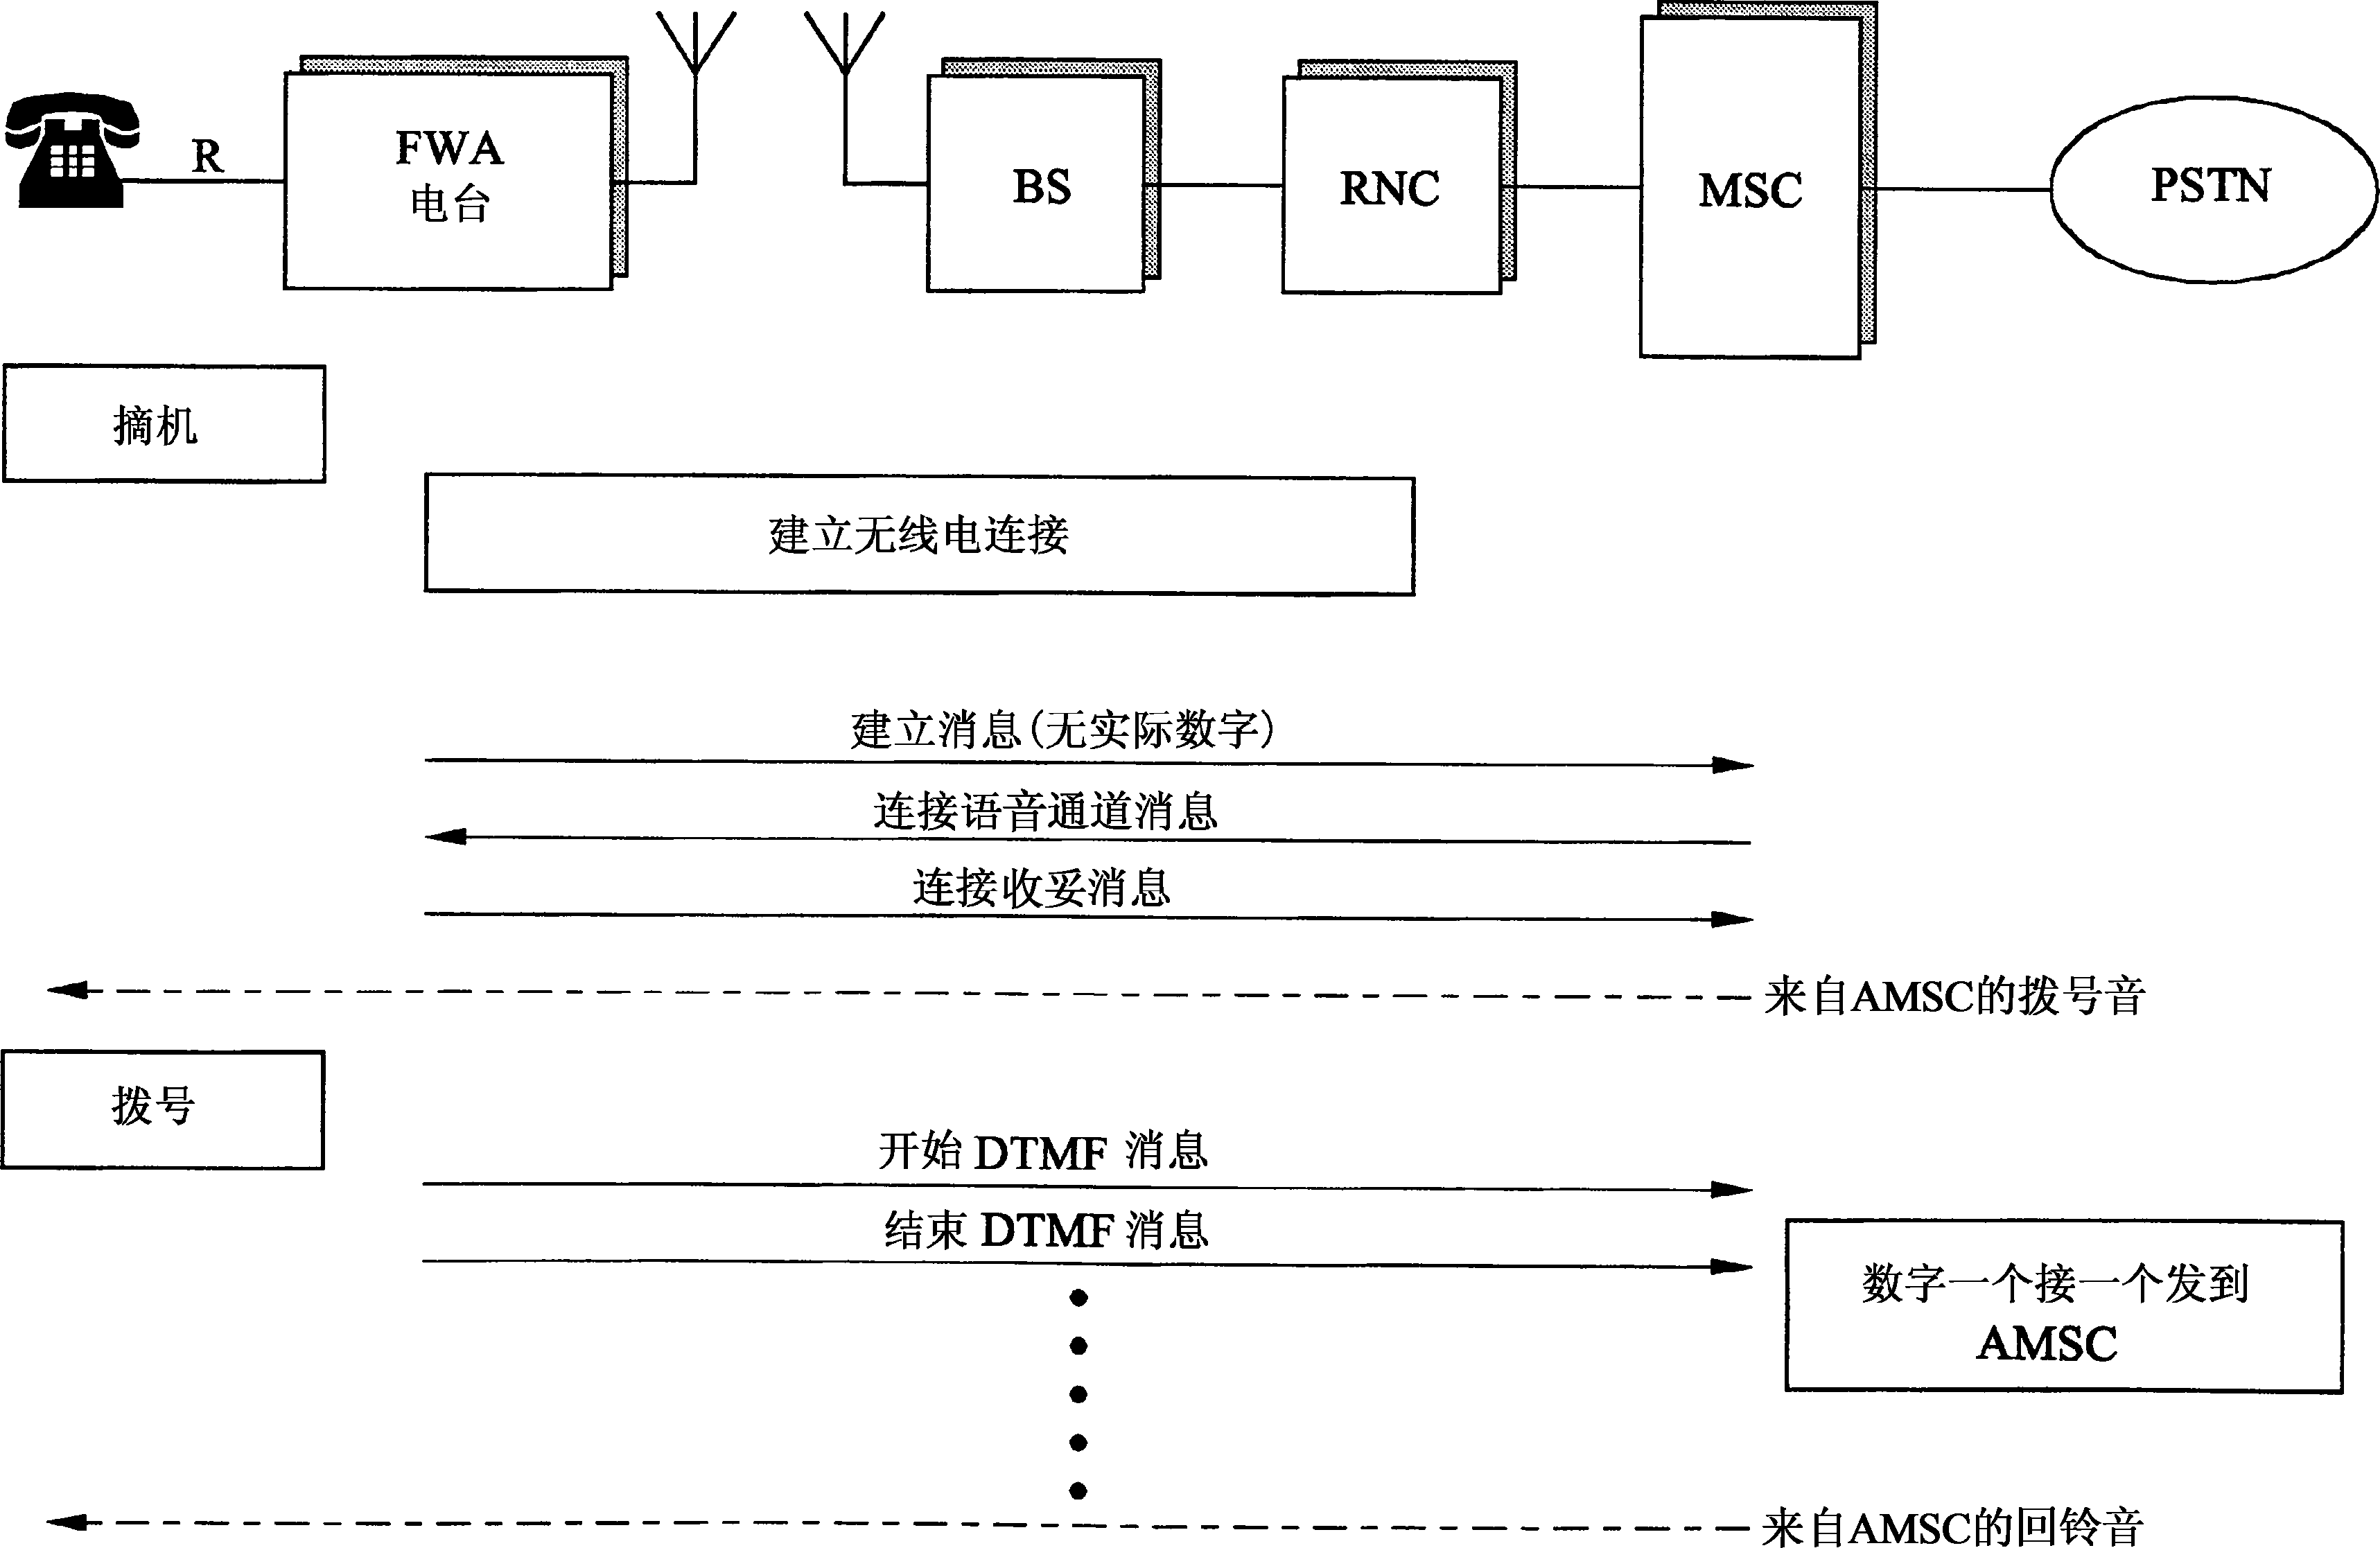 R
FWA
电台
BS
RNC
MSC
PSTN
摘机
建立无线电连接
建立消息(无实际数字)
连接语音通道消息
连接收妥消息
来自AMSC的拨号音
拨号
开始 DTMF 消息
结束 DTMF 消息
数字一个接一个发到
AMSC
来自AMSC的回铃音